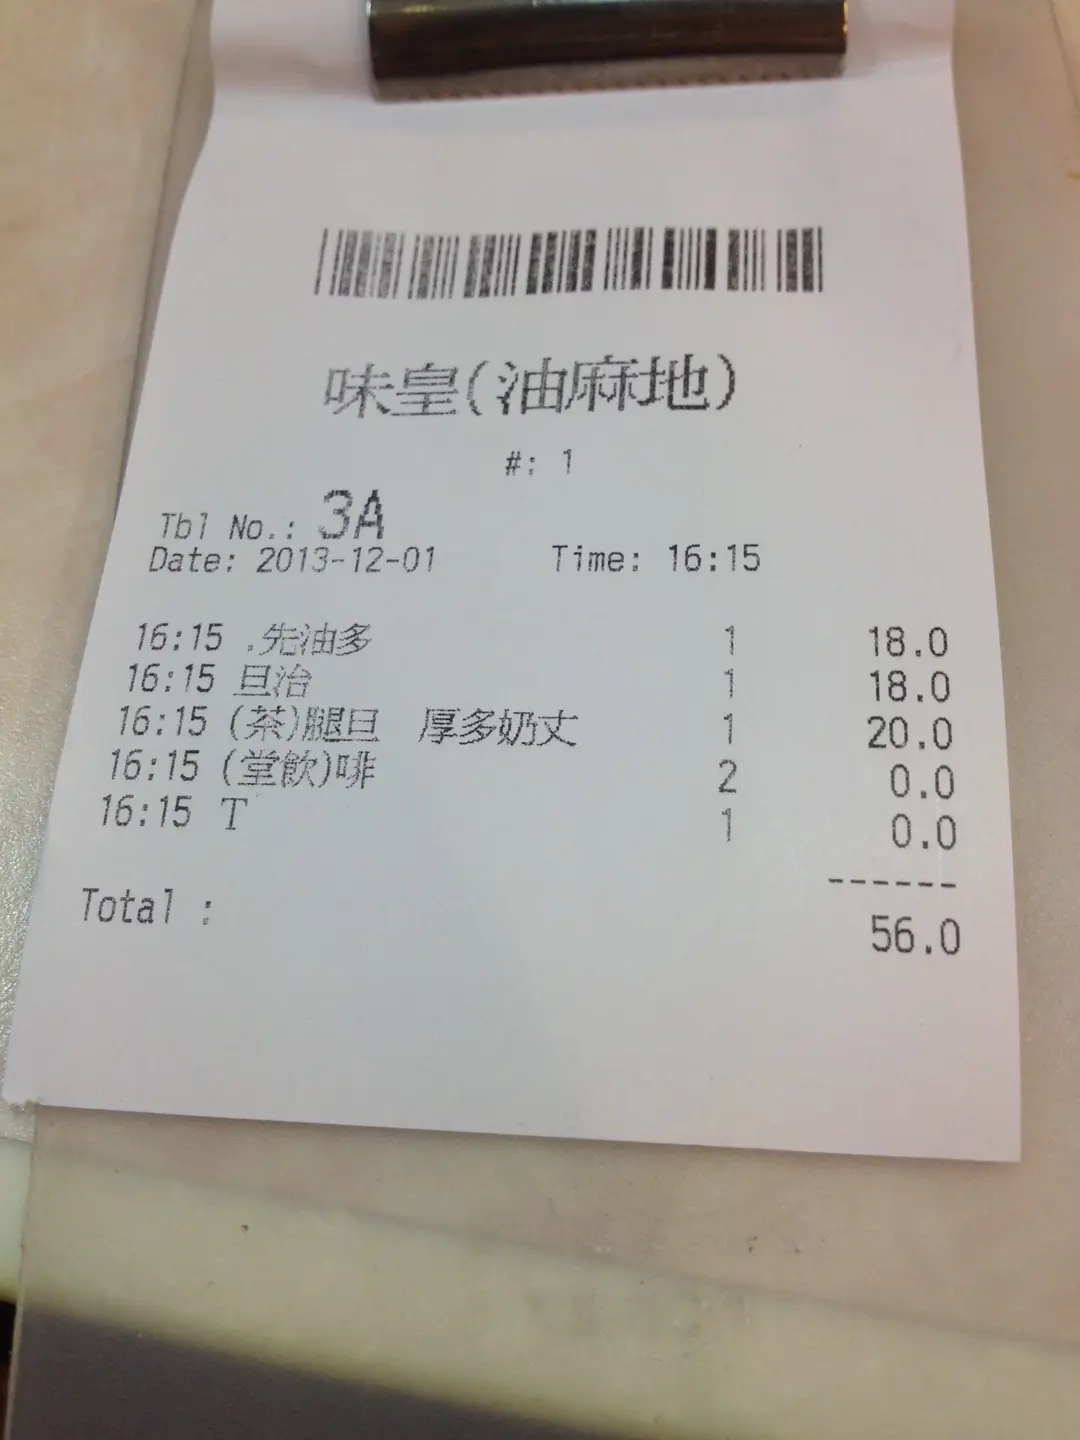 味皇(油麻地)
#: 1
Tbl No.: 3A
Date: 2013-12-01 Time: 16:15
16:15 .先油多 1 18.0
16:15 旦治 1 18.0
16:15 (茶)腿旦 厚多奶丈 1 20.0
16:15 (堂飲)啡 2 0.0
16:15 T 1 0.0
------
Total : 56.0